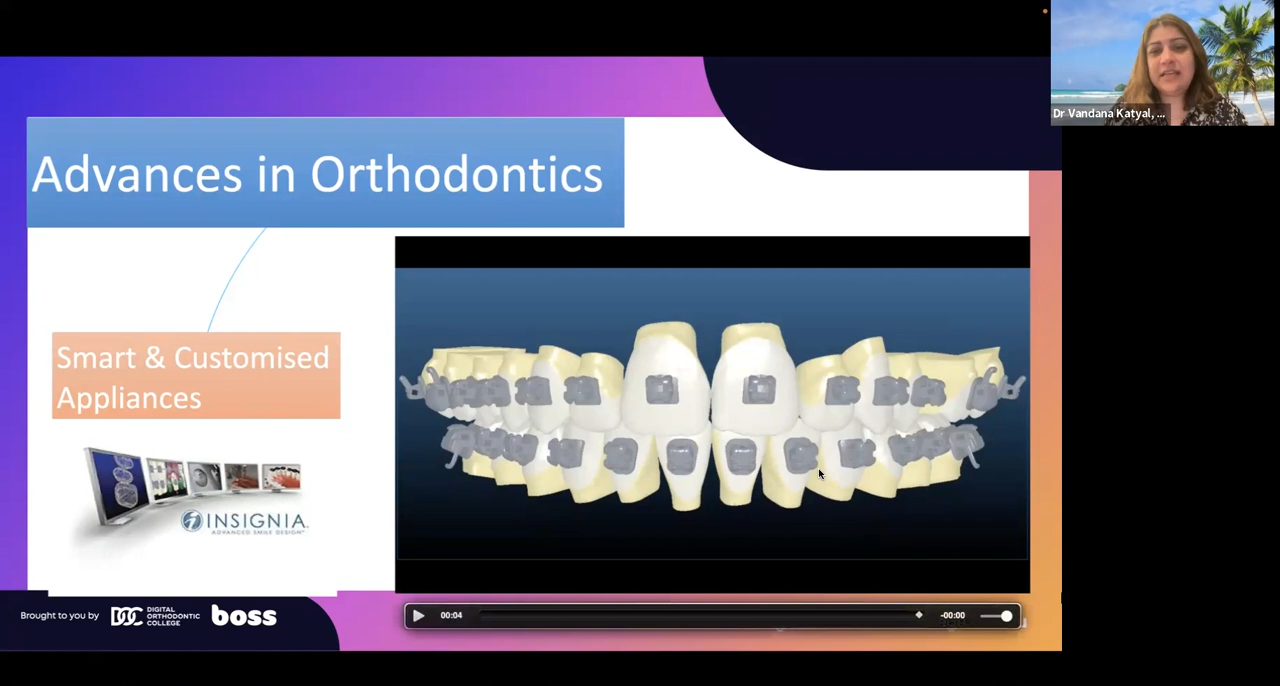 Dr Vandana Katyal, ...
Advances in Orthodontics
Smart & Customised
Appliances
INSIGNIA
ADVANCED SMILE DESIGN
Brought to you by
DOC
DIGITAL
ORTHODONTIC
COLLEGE
boss
00:04
-00:00